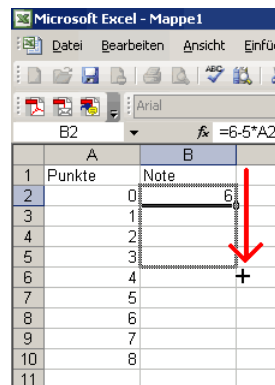 Microsoft Excel - Mappe1
Datei Bearbeiten Ansicht Einfü
ABC
Arial
B2 fx =6-5*A2
A B
1 Punkte Note
2 0 6
3 1
4 2
5 3
6 4
7 5
8 6
9 7
10 8
11